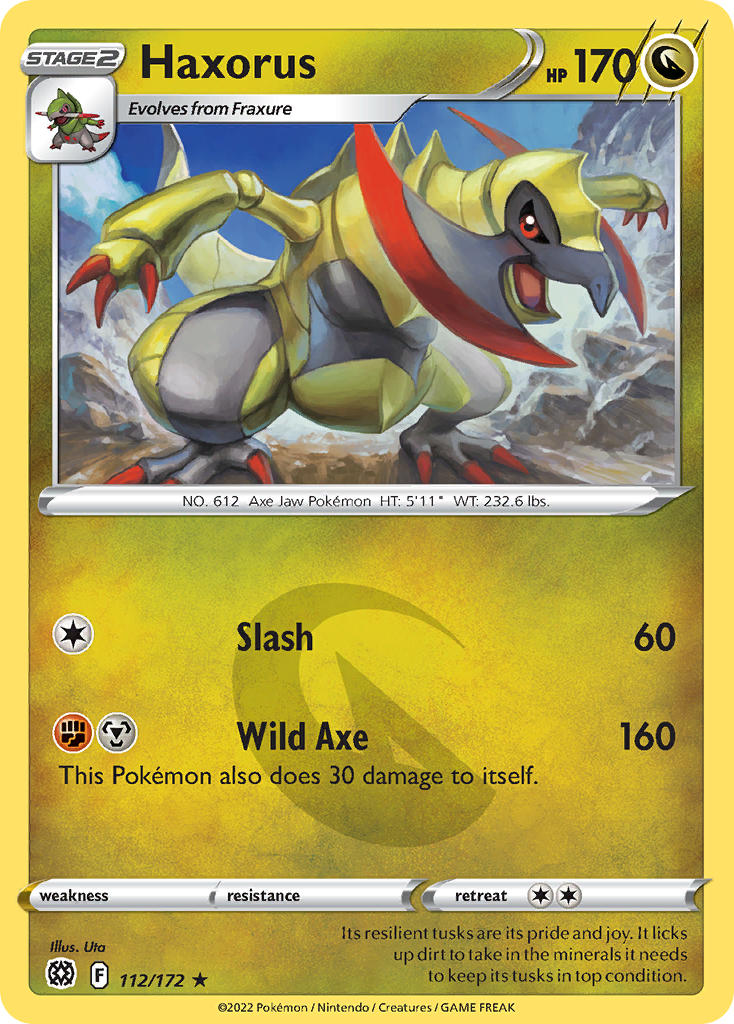 STAGE2 Haxorus HP 170
Evolves from Fraxure
NO. 612 Axe Jaw Pokémon HT: 5'11" WT: 232.6 lbs.
Slash 60
Wild Axe 160
This Pokémon also does 30 damage to itself.
weakness resistance retreat
Its resilient tusks are its pride and joy. It licks
up dirt to take in the minerals it needs
to keep its tusks in top condition.
Illus. Uta
F 112/172 ★
©2022 Pokémon / Nintendo / Creatures / GAME FREAK